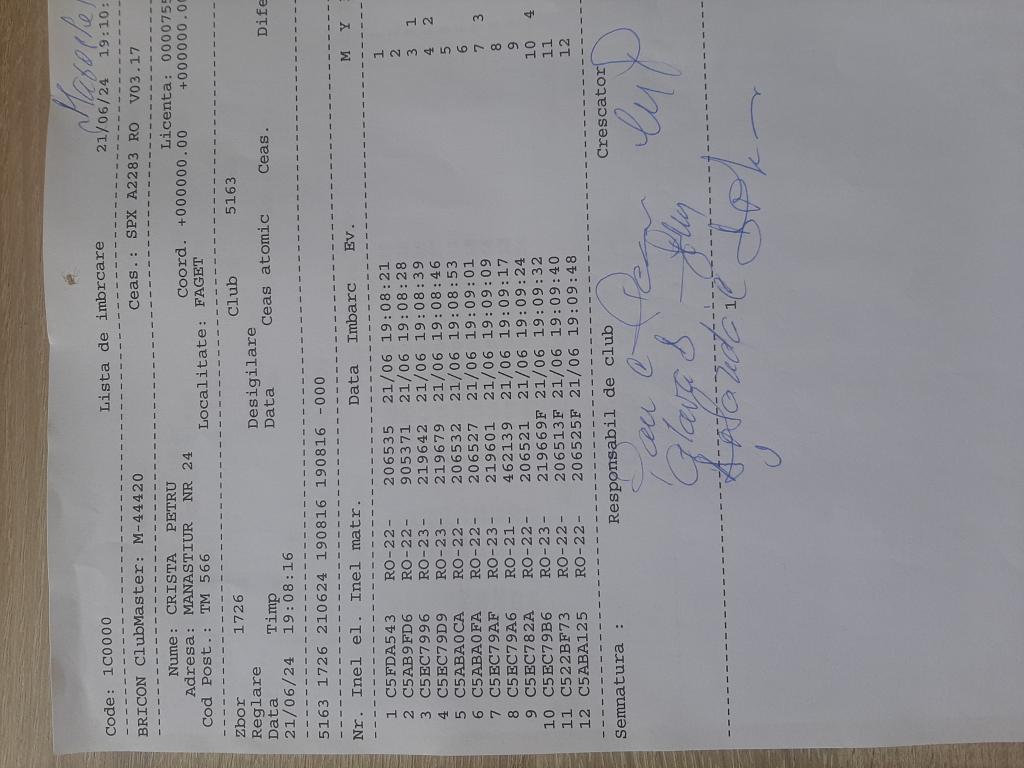 Code: 1C0000 Lista de imbrcare 21/06/24 19:10:
BRICON ClubMaster: M-44420 Ceas.: SPX A2283 RO V03.17
Nume: CRISTA PETRU Licenta: 0000755
Adresa: MANASTIUR NR 24 Coord. +000000.00 +000000.00
Cod Post.: TM 566 Localitate: FAGET
Zbor 1726 Club 5163
Reglare Desigilare
Data Timp Data Ceas atomic Ceas. Dife
21/06/24 19:08:16
5163 1726 210624 190816 190816 -000
Nr. Inel el. Inel matr. Data Imbarc Ev. M Y
1 C5FDA543 RO-22- 206535 21/06 19:08:21 1
2 C5AB9FD6 RO-22- 905371 21/06 19:08:28 2
3 C5EC7996 RO-23- 219642 21/06 19:08:39 3 1
4 C5EC79D9 RO-23- 219679 21/06 19:08:46 4 2
5 C5ABA0CA RO-22- 206532 21/06 19:08:53 5
6 C5ABA0FA RO-22- 206527 21/06 19:09:01 6
7 C5EC79AF RO-23- 219601 21/06 19:09:09 7 3
8 C5EC79A6 RO-21- 462139 21/06 19:09:17 8
9 C5EC782A RO-22- 206521 21/06 19:09:24 9
10 C5EC79B6 RO-23- 219669F 21/06 19:09:32 10 4
11 C522BF73 RO-22- 206513F 21/06 19:09:40 11
12 C5ABA125 RO-22- 206525F 21/06 19:09:48 12
Semnatura : Responsabil de club Crescator
1